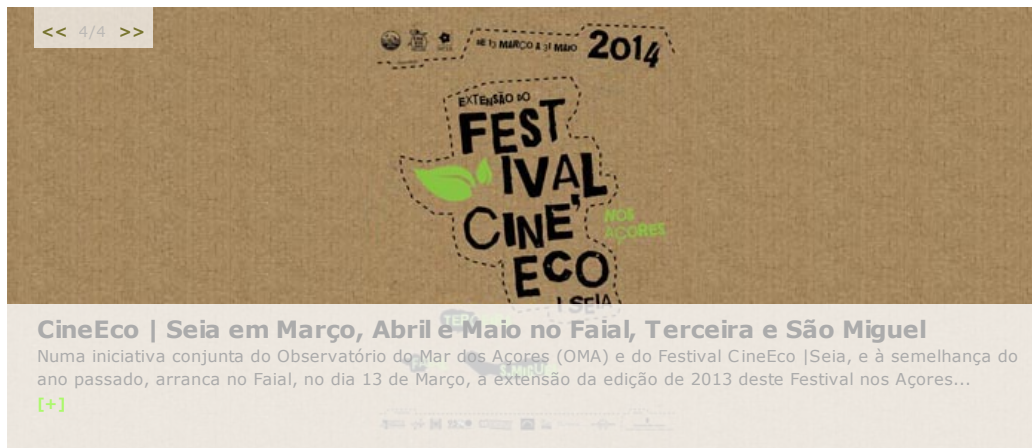 << 4/4 >>
DE 13 MARÇO A 31 MAIO 2014
EXTENSÃO DO
FEST
IVAL
CINE'
ECO
NOS
AÇORES
| SEIA
CineEco | Seia em Março, Abril e Maio no Faial, Terceira e São Miguel
Numa iniciativa conjunta do Observatório do Mar dos Açores (OMA) e do Festival CineEco |Seia, e à semelhança do
ano passado, arranca no Faial, no dia 13 de Março, a extensão da edição de 2013 deste Festival nos Açores...
[+]